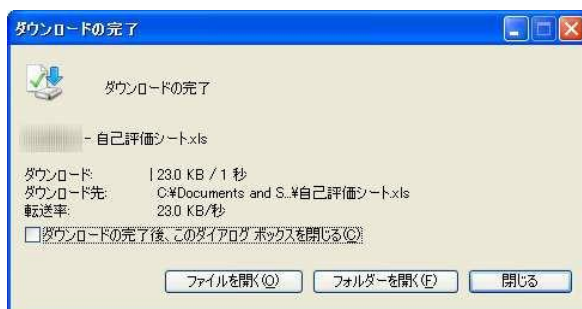 ダウンロードの完了
ダウンロードの完了
- 自己評価シート.xls
ダウンロード: 23.0 KB / 1 秒
ダウンロード先: C:¥Documents and S...¥自己評価シート.xls
転送率: 23.0 KB/秒
ダウンロードの完了後、このダイアログ ボックスを閉じる(C)
ファイルを開く(O) フォルダーを開く(F) 閉じる